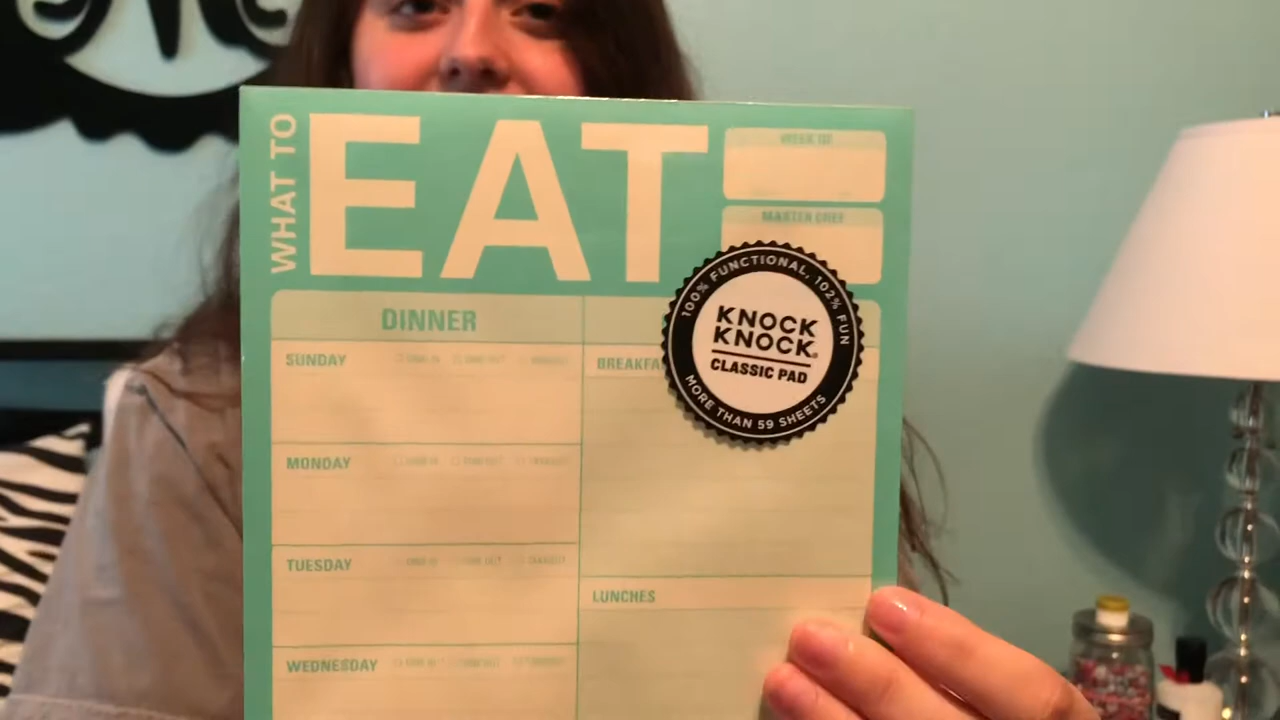 WHAT TO
EAT
WEEK OF
MASTER CHEF
DINNER
SUNDAY
MONDAY
TUESDAY
WEDNESDAY
LUNCHES
100% FUNCTIONAL, 102% FUN
KNOCK
KNOCK®
CLASSIC PAD
MORE THAN 59 SHEETS